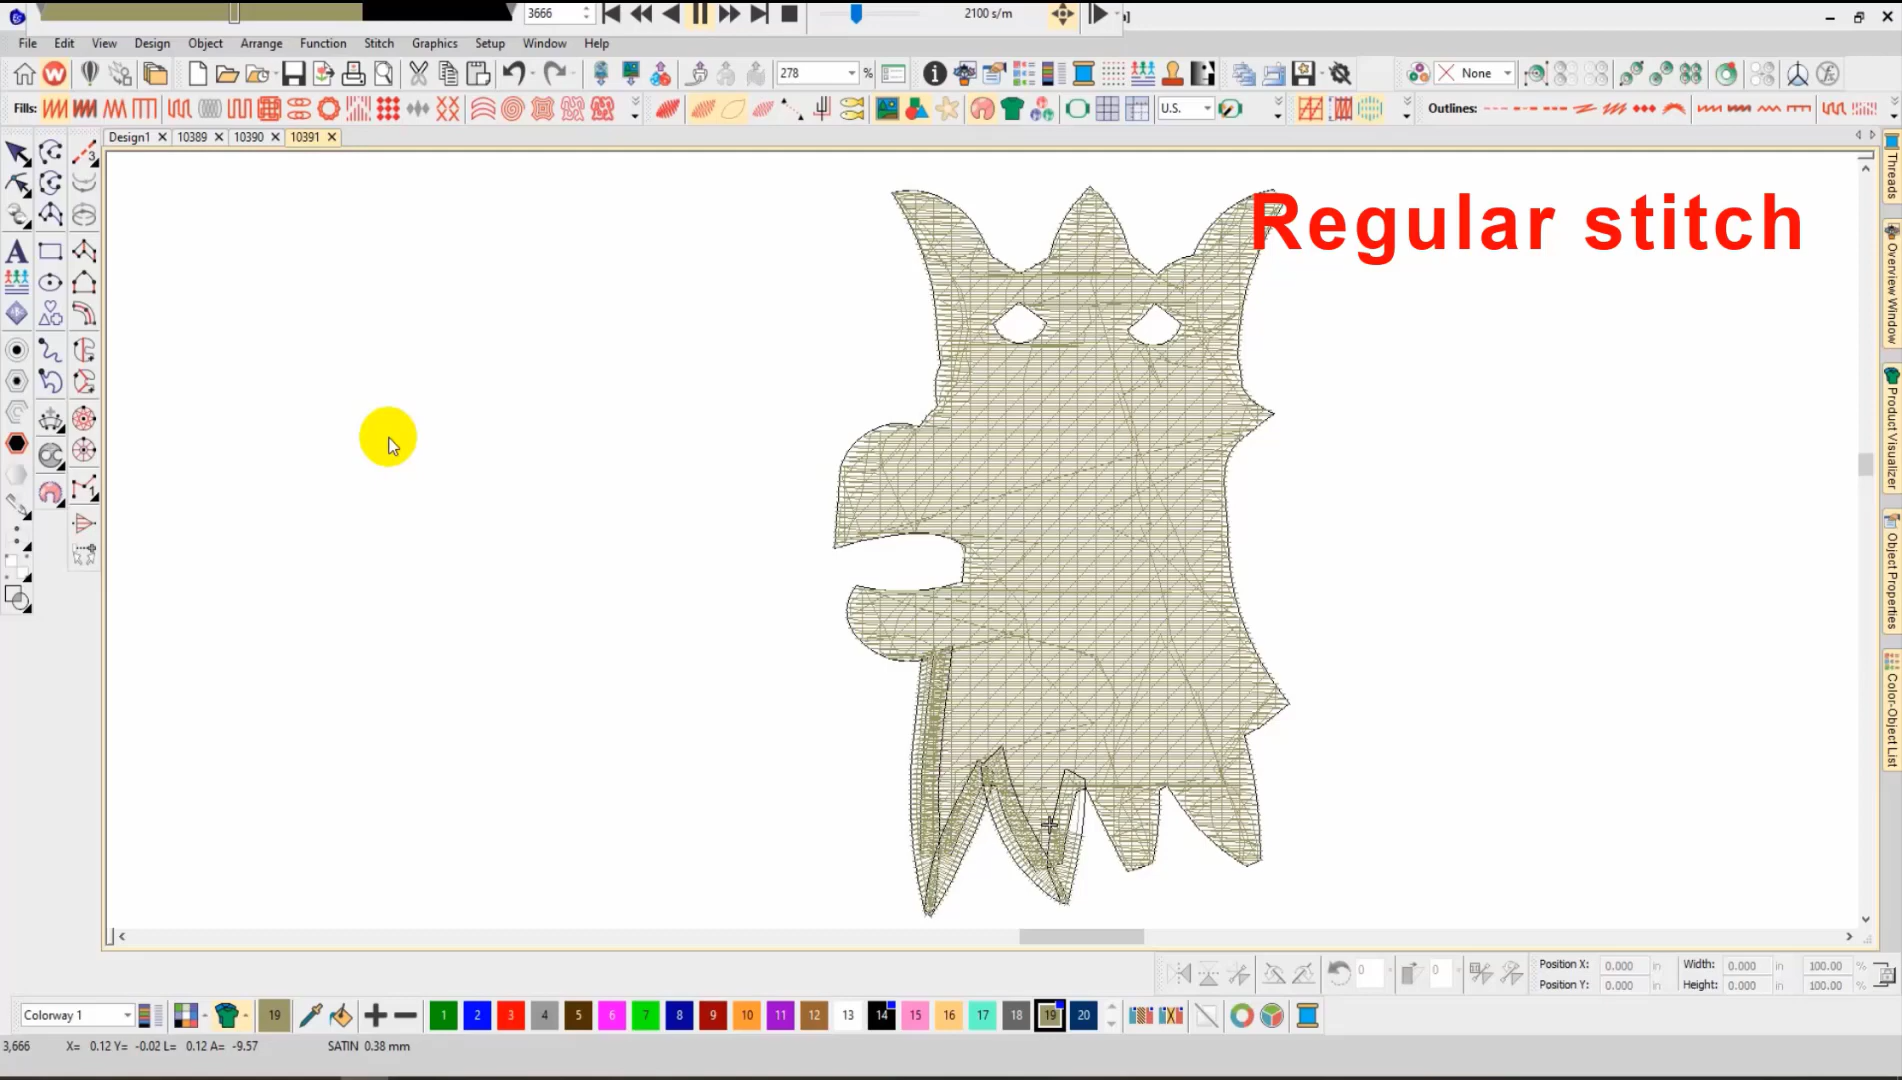 3666
2100 s/m
File Edit View Design Object Arrange Function Stitch Graphics Setup Window Help
278 %
None
Fills:
U.S.
Outlines:
Design1 10389 10390 10391
Regular stitch
3
A
1
Threads
Overview Window
Product Visualizer
Object Properties
Color-Object List
0 0
Position X: 0.000 in Width: 0.000 in 100.00 %
Position Y: 0.000 in Height: 0.000 in 100.00 %
Colorway 1 19 1 2 3 4 5 6 7 8 9 10 11 12 13 14 15 16 17 18 19 20
3,666 X= 0.12 Y= -0.02 L= 0.12 A= -9.57 SATIN 0.38 mm